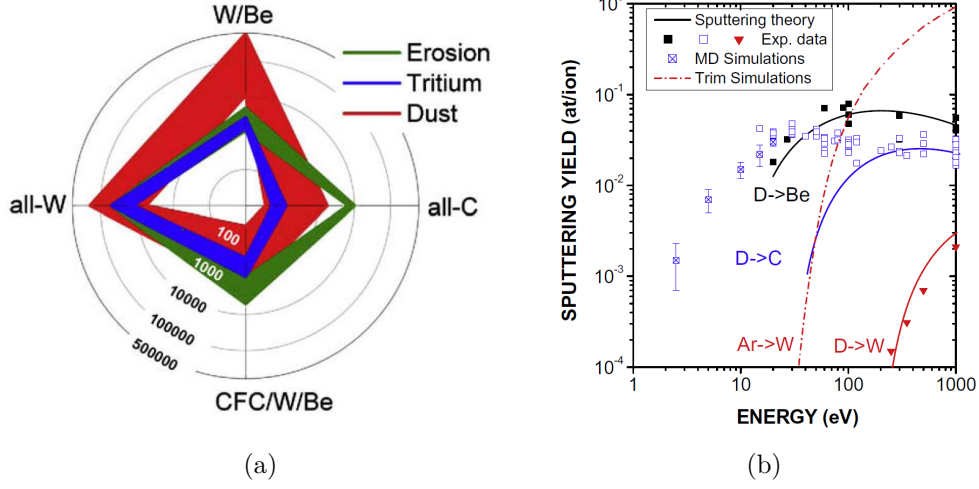 W/Be
Erosion
Tritium
Dust
all-W
all-C
100
1000
10000
100000
500000
CFC/W/Be
(a)
SPUTTERING YIELD (at/ion)
10⁰
10⁻¹
10⁻²
10⁻³
10⁻⁴
Sputtering theory
Exp. data
MD Simulations
Trim Simulations
D->Be
D->C
Ar->W
D->W
1
10
100
1000
ENERGY (eV)
(b)